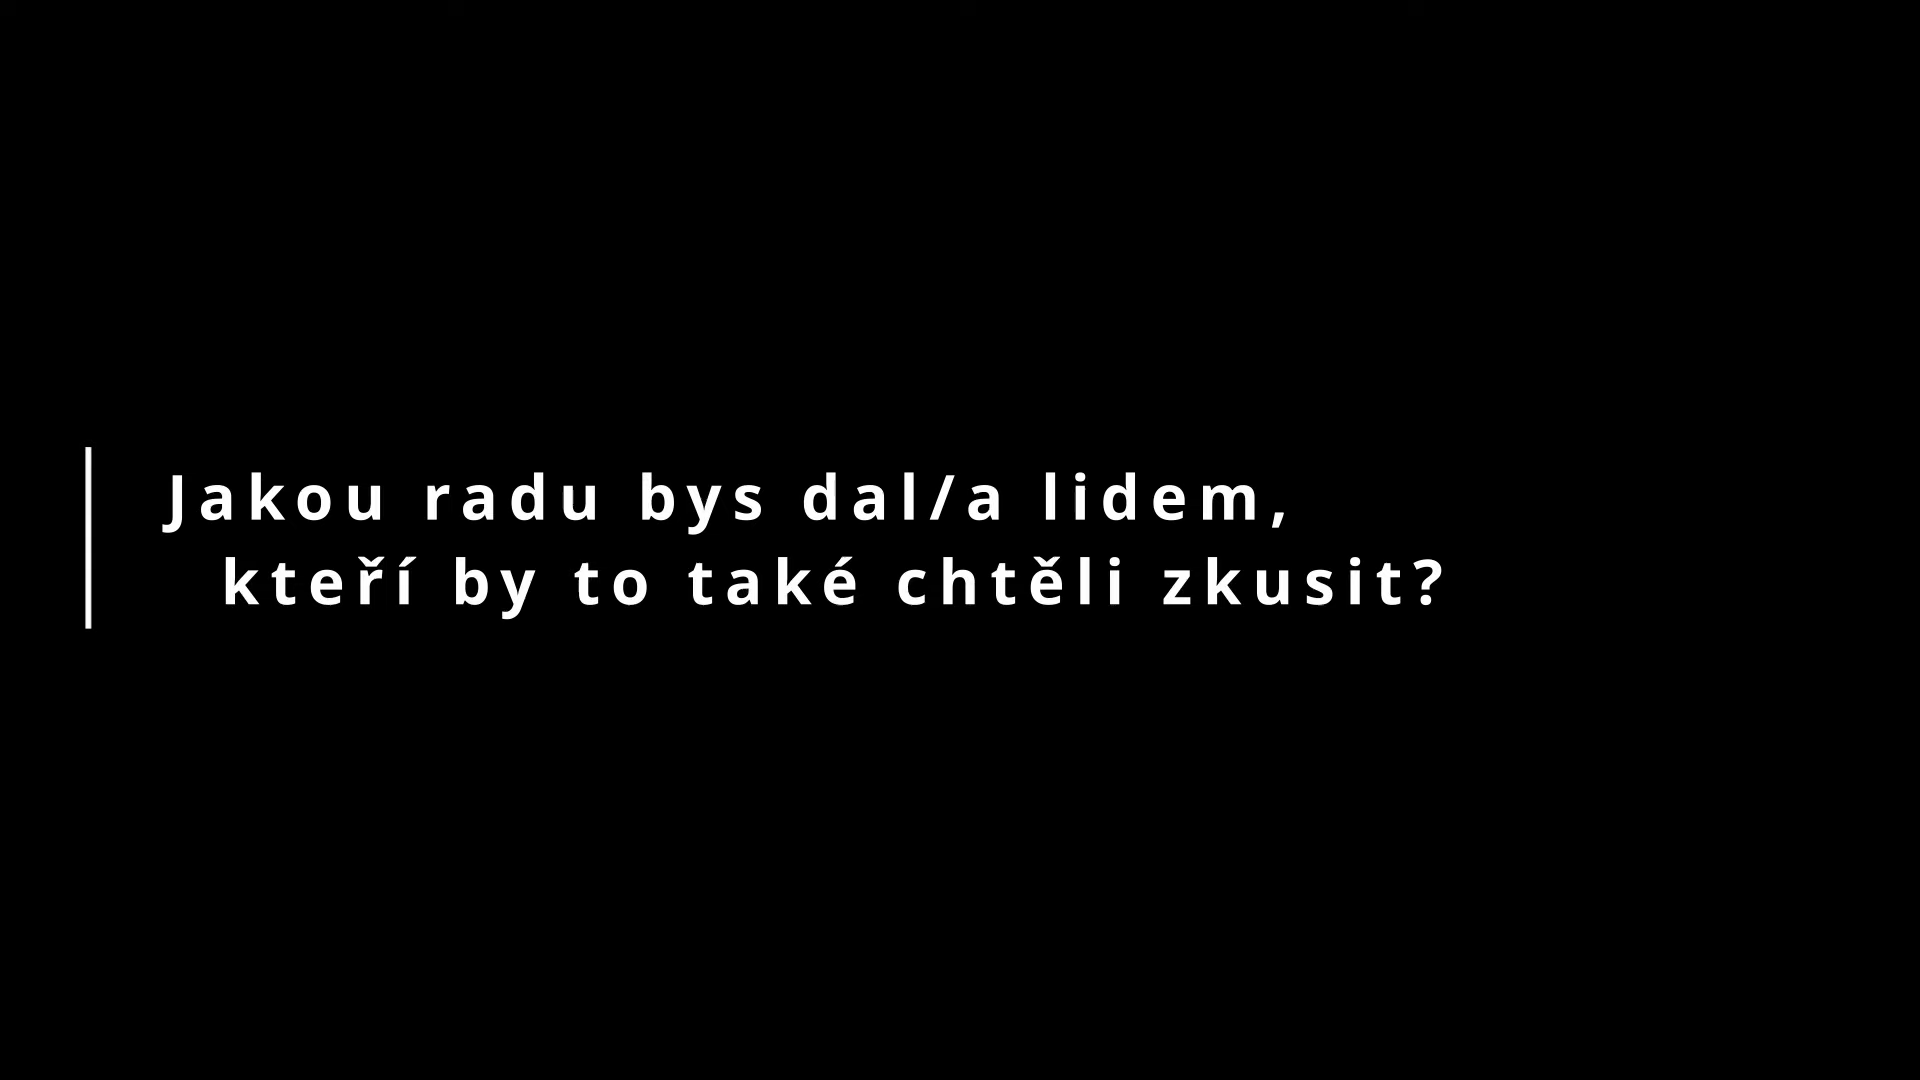 Jakou radu bys dal/a lidem,
kteří by to také chtěli zkusit?